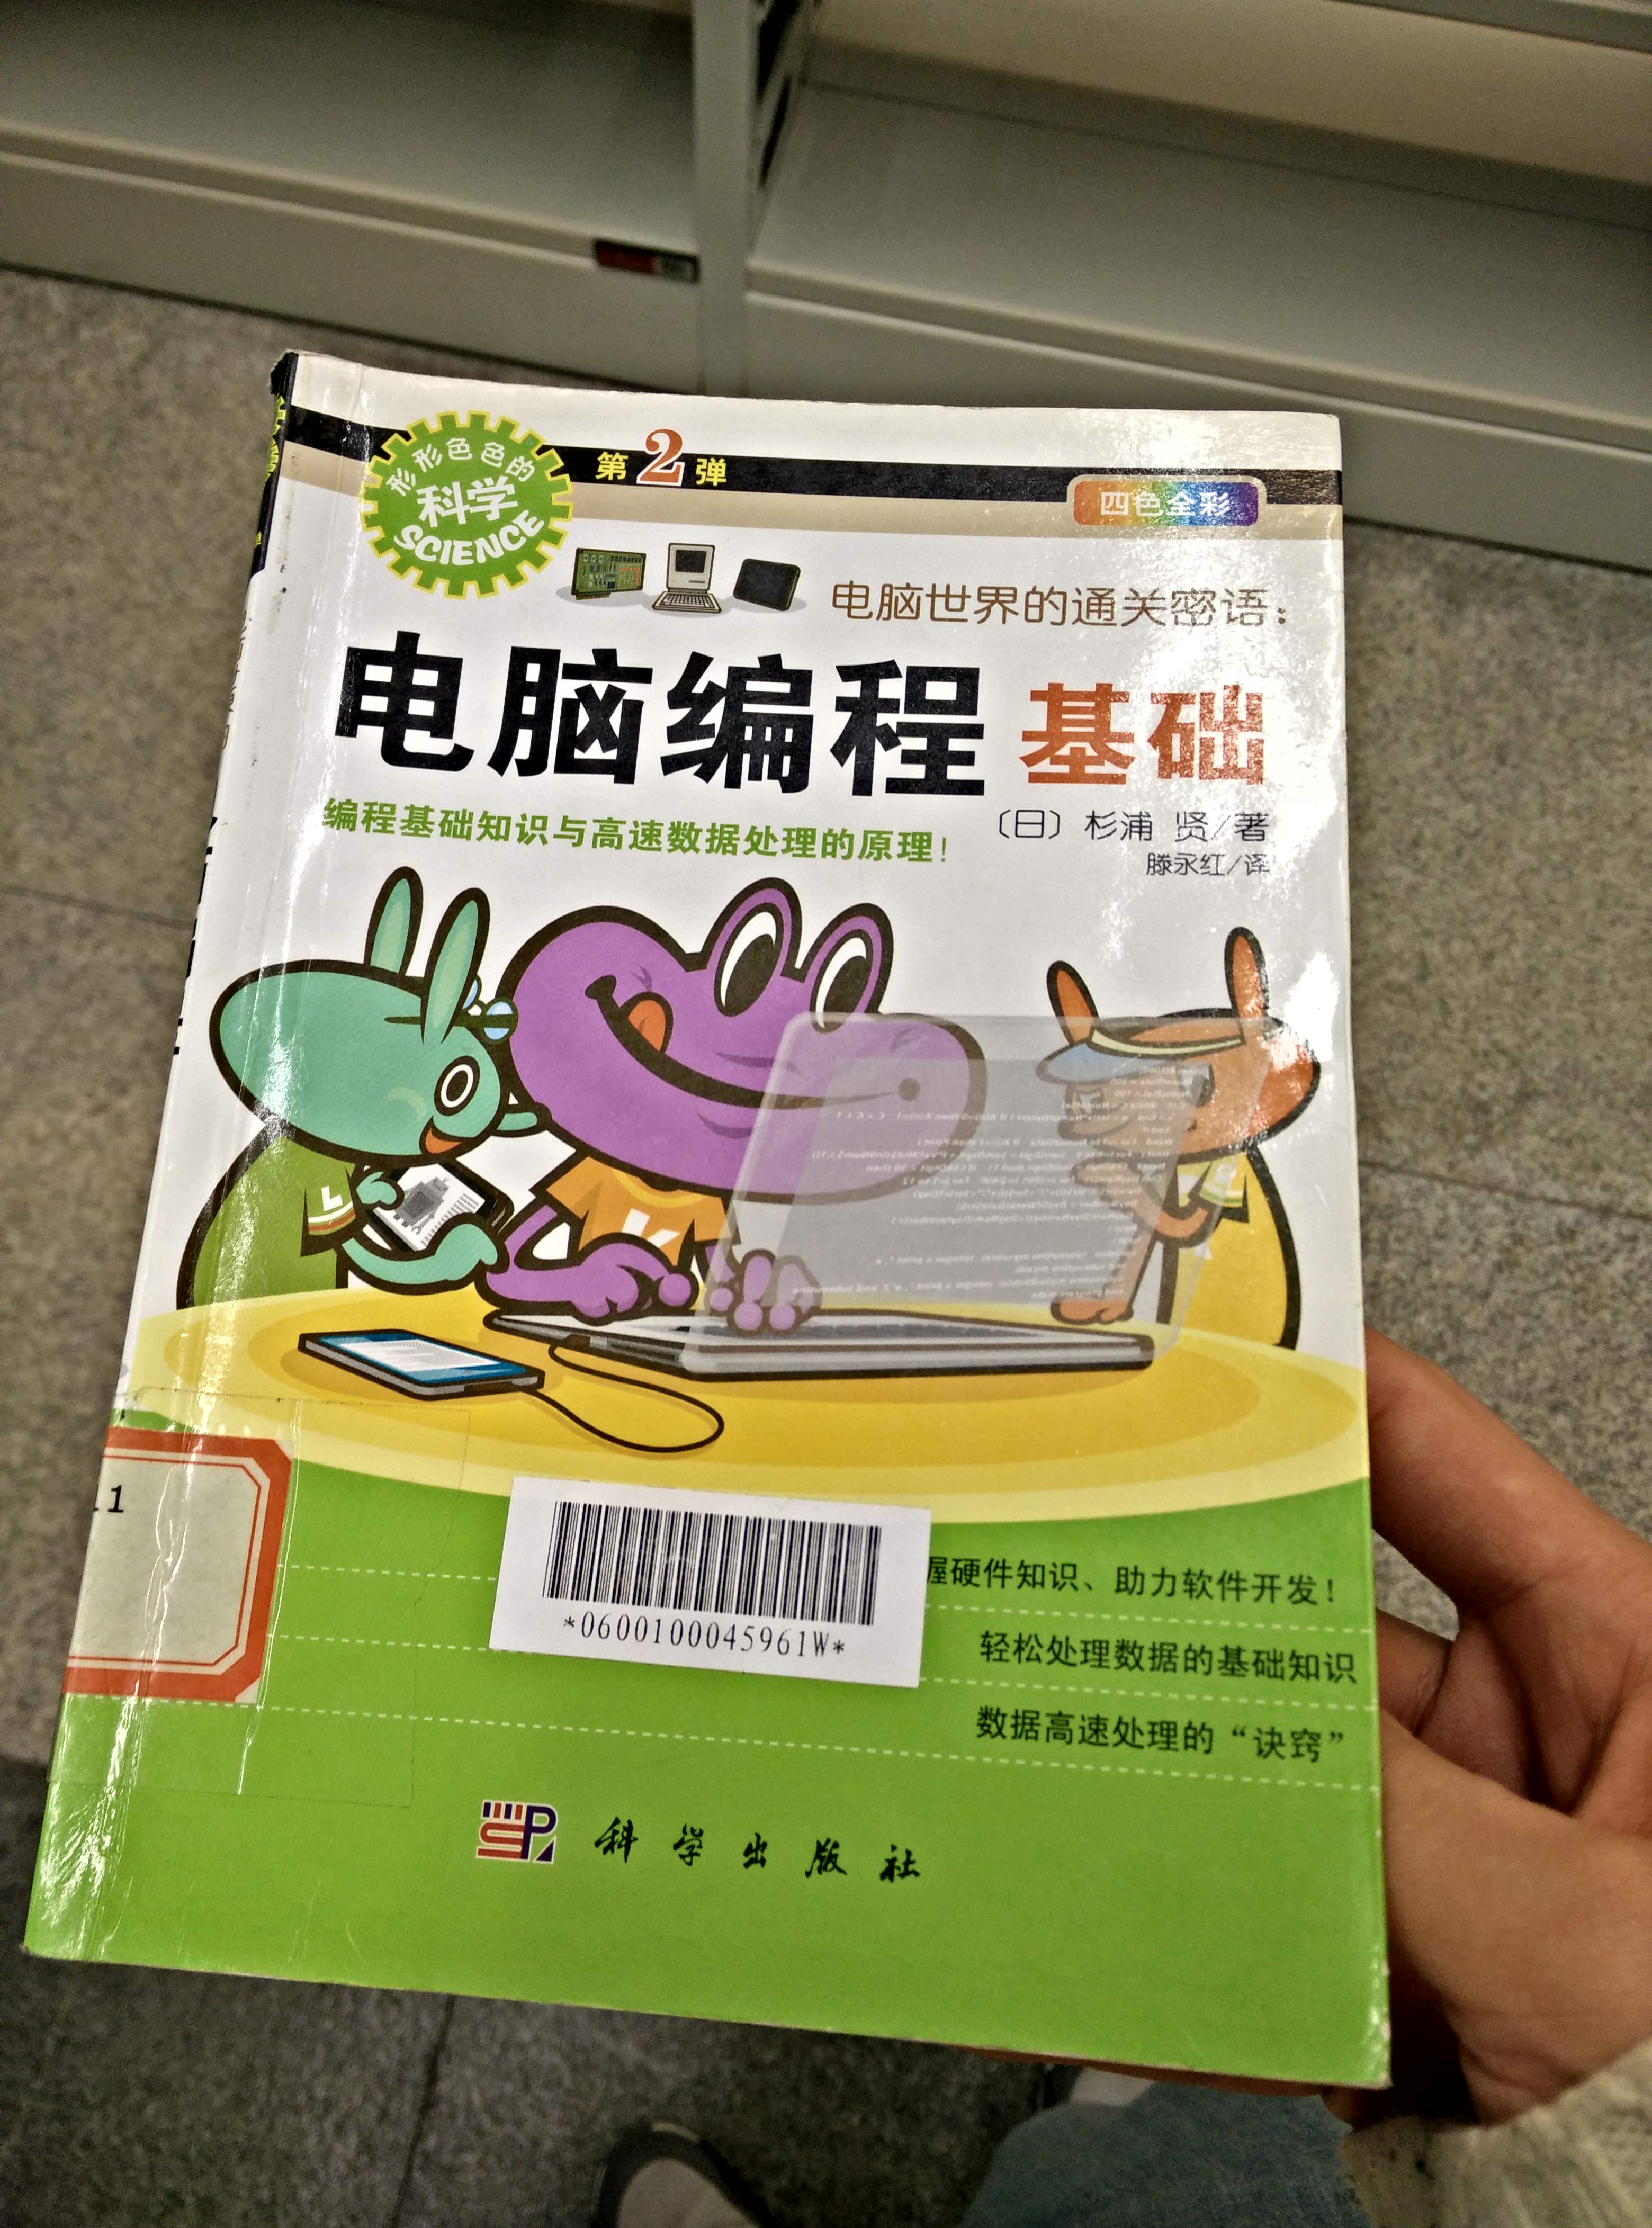 形形色色的
科学
SCIENCE
第2弹
四色全彩
电脑世界的通关密语：
电脑编程 基础
编程基础知识与高速数据处理的原理！
〔日〕杉浦 贤/著
滕永红/译
1
*0600100045961W*
握硬件知识、助力软件开发！
轻松处理数据的基础知识
数据高速处理的“诀窍”
科学出版社